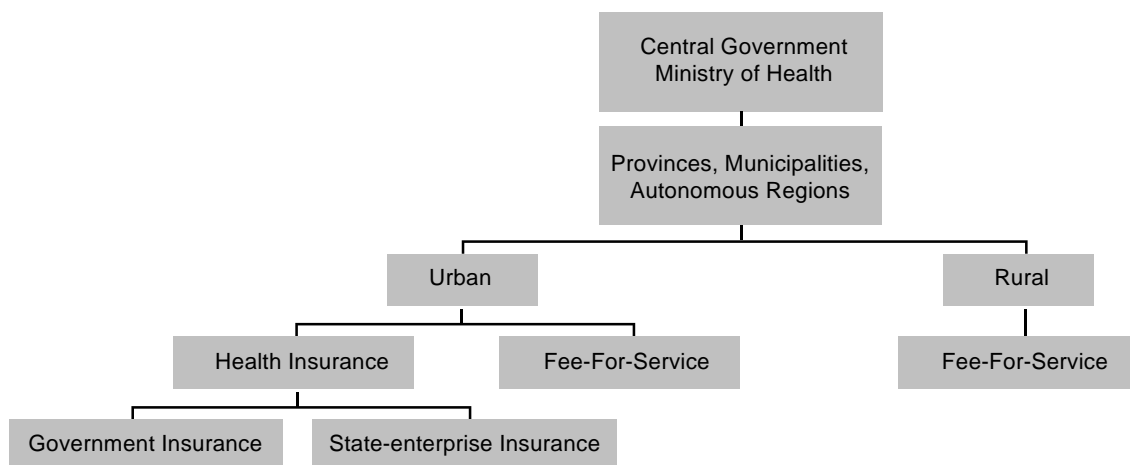 Central Government
Ministry of Health
Provinces, Municipalities,
Autonomous Regions
Urban
Rural
Health Insurance
Fee-For-Service
Fee-For-Service
Government Insurance
State-enterprise Insurance